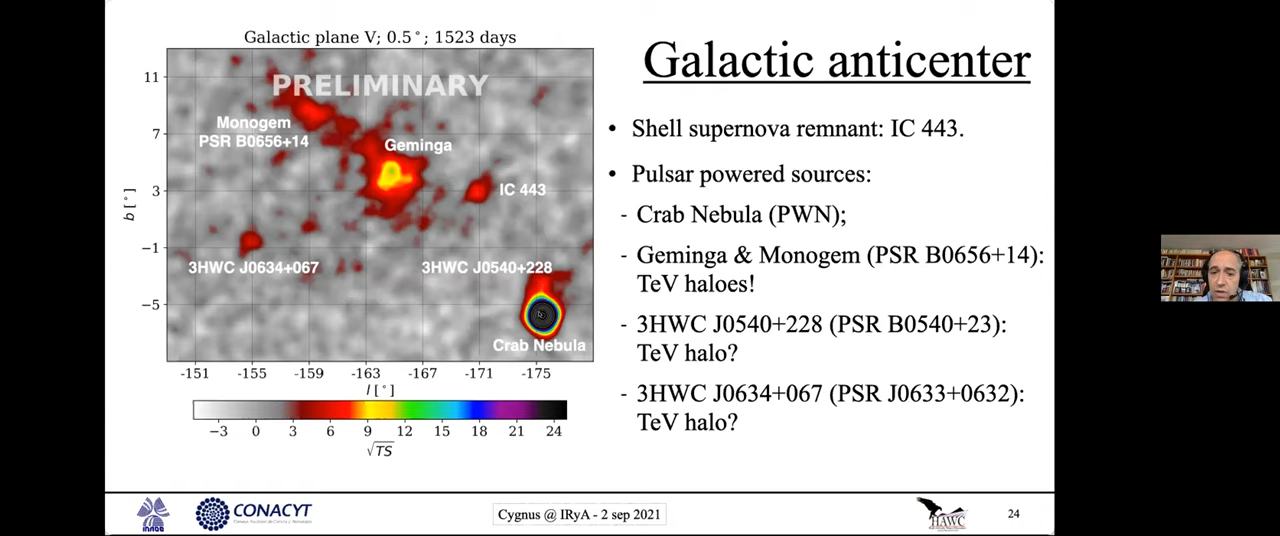 Galactic plane V; 0.5°; 1523 days
PRELIMINARY
11
7
3
−1
−5
b [°]
Monogem
PSR B0656+14
Geminga
IC 443
3HWC J0634+067
3HWC J0540+228
Crab Nebula
-151
-155
-159
-163
-167
-171
-175
l [°]
−3
0
3
6
9
12
15
18
21
24
√TS
Galactic anticenter
• Shell supernova remnant: IC 443.
• Pulsar powered sources:
- Crab Nebula (PWN);
- Geminga & Monogem (PSR B0656+14):
TeV haloes!
- 3HWC J0540+228 (PSR B0540+23):
TeV halo?
- 3HWC J0634+067 (PSR J0633+0632):
TeV halo?
CONACYT
Cygnus @ IRyA - 2 sep 2021
HAWC
24